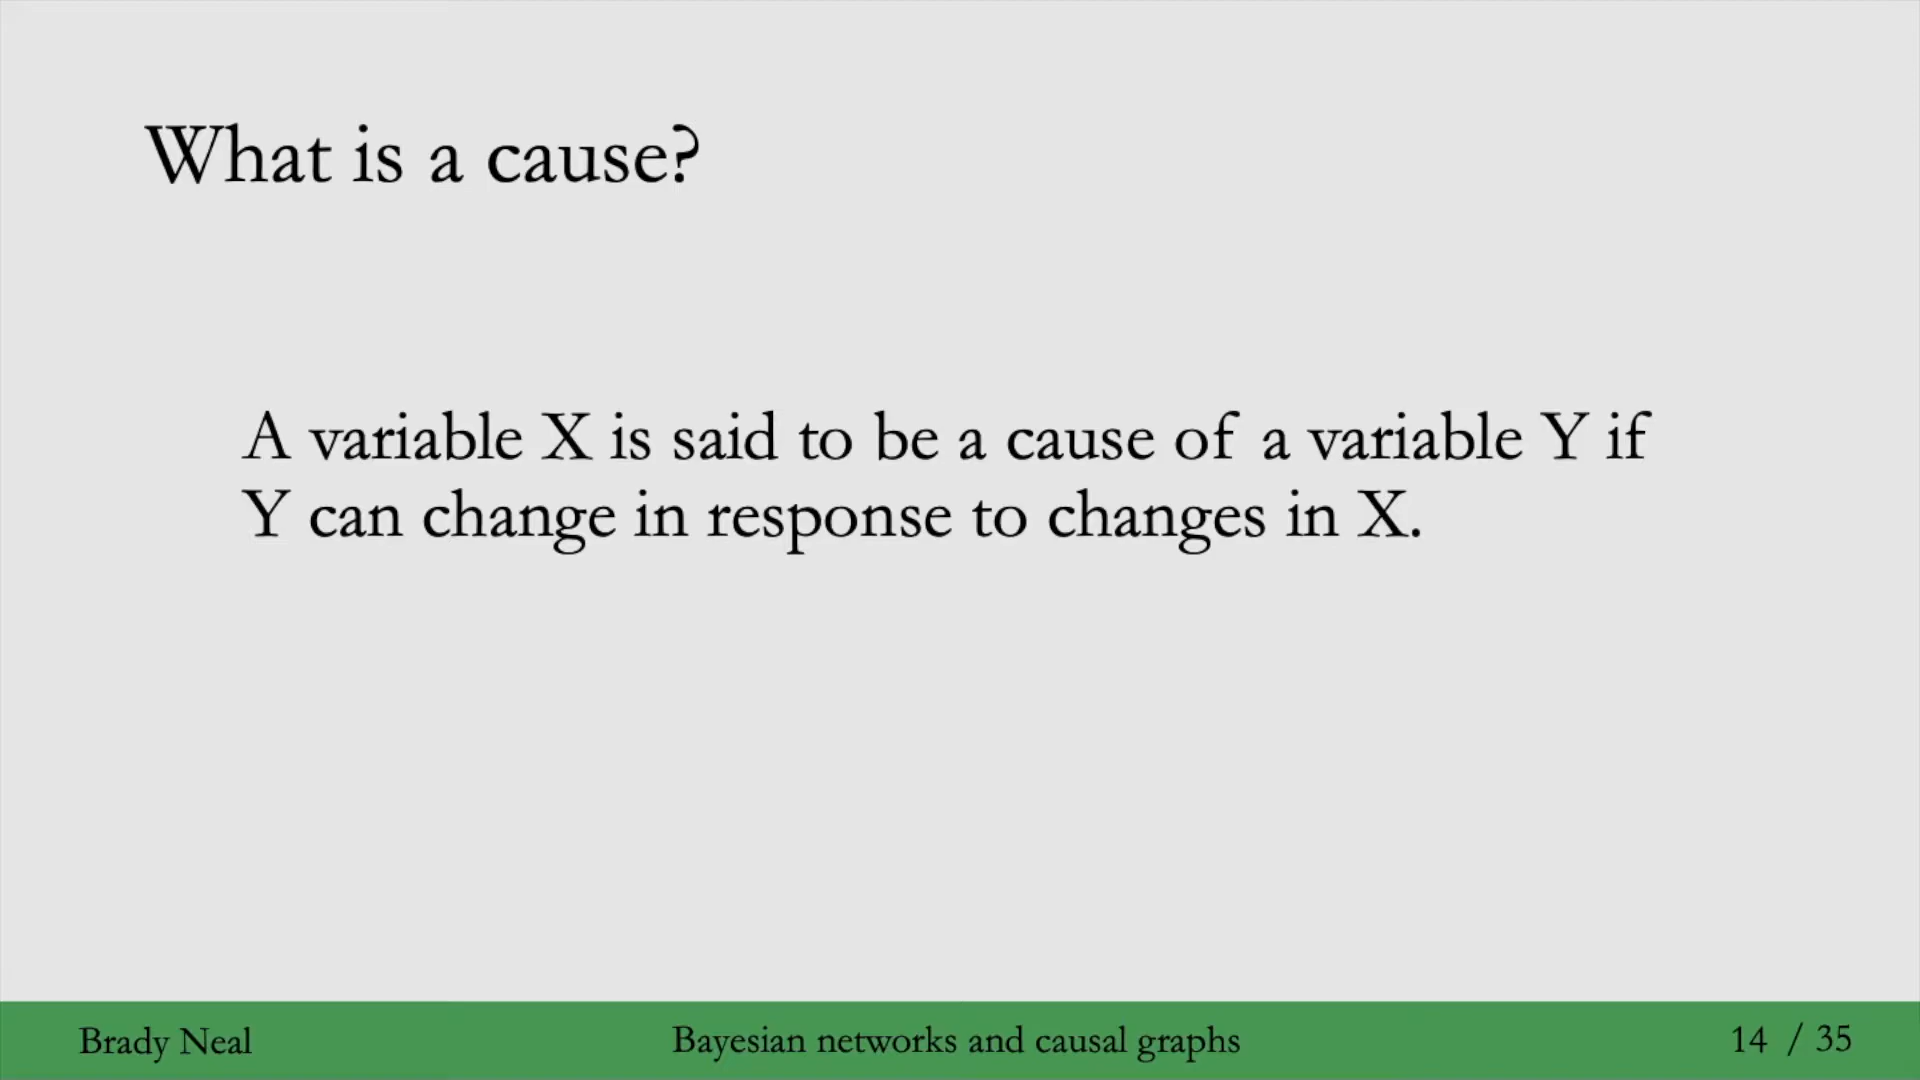 What is a cause?
A variable X is said to be a cause of a variable Y if
Y can change in response to changes in X.
Brady Neal
Bayesian networks and causal graphs
14 / 35